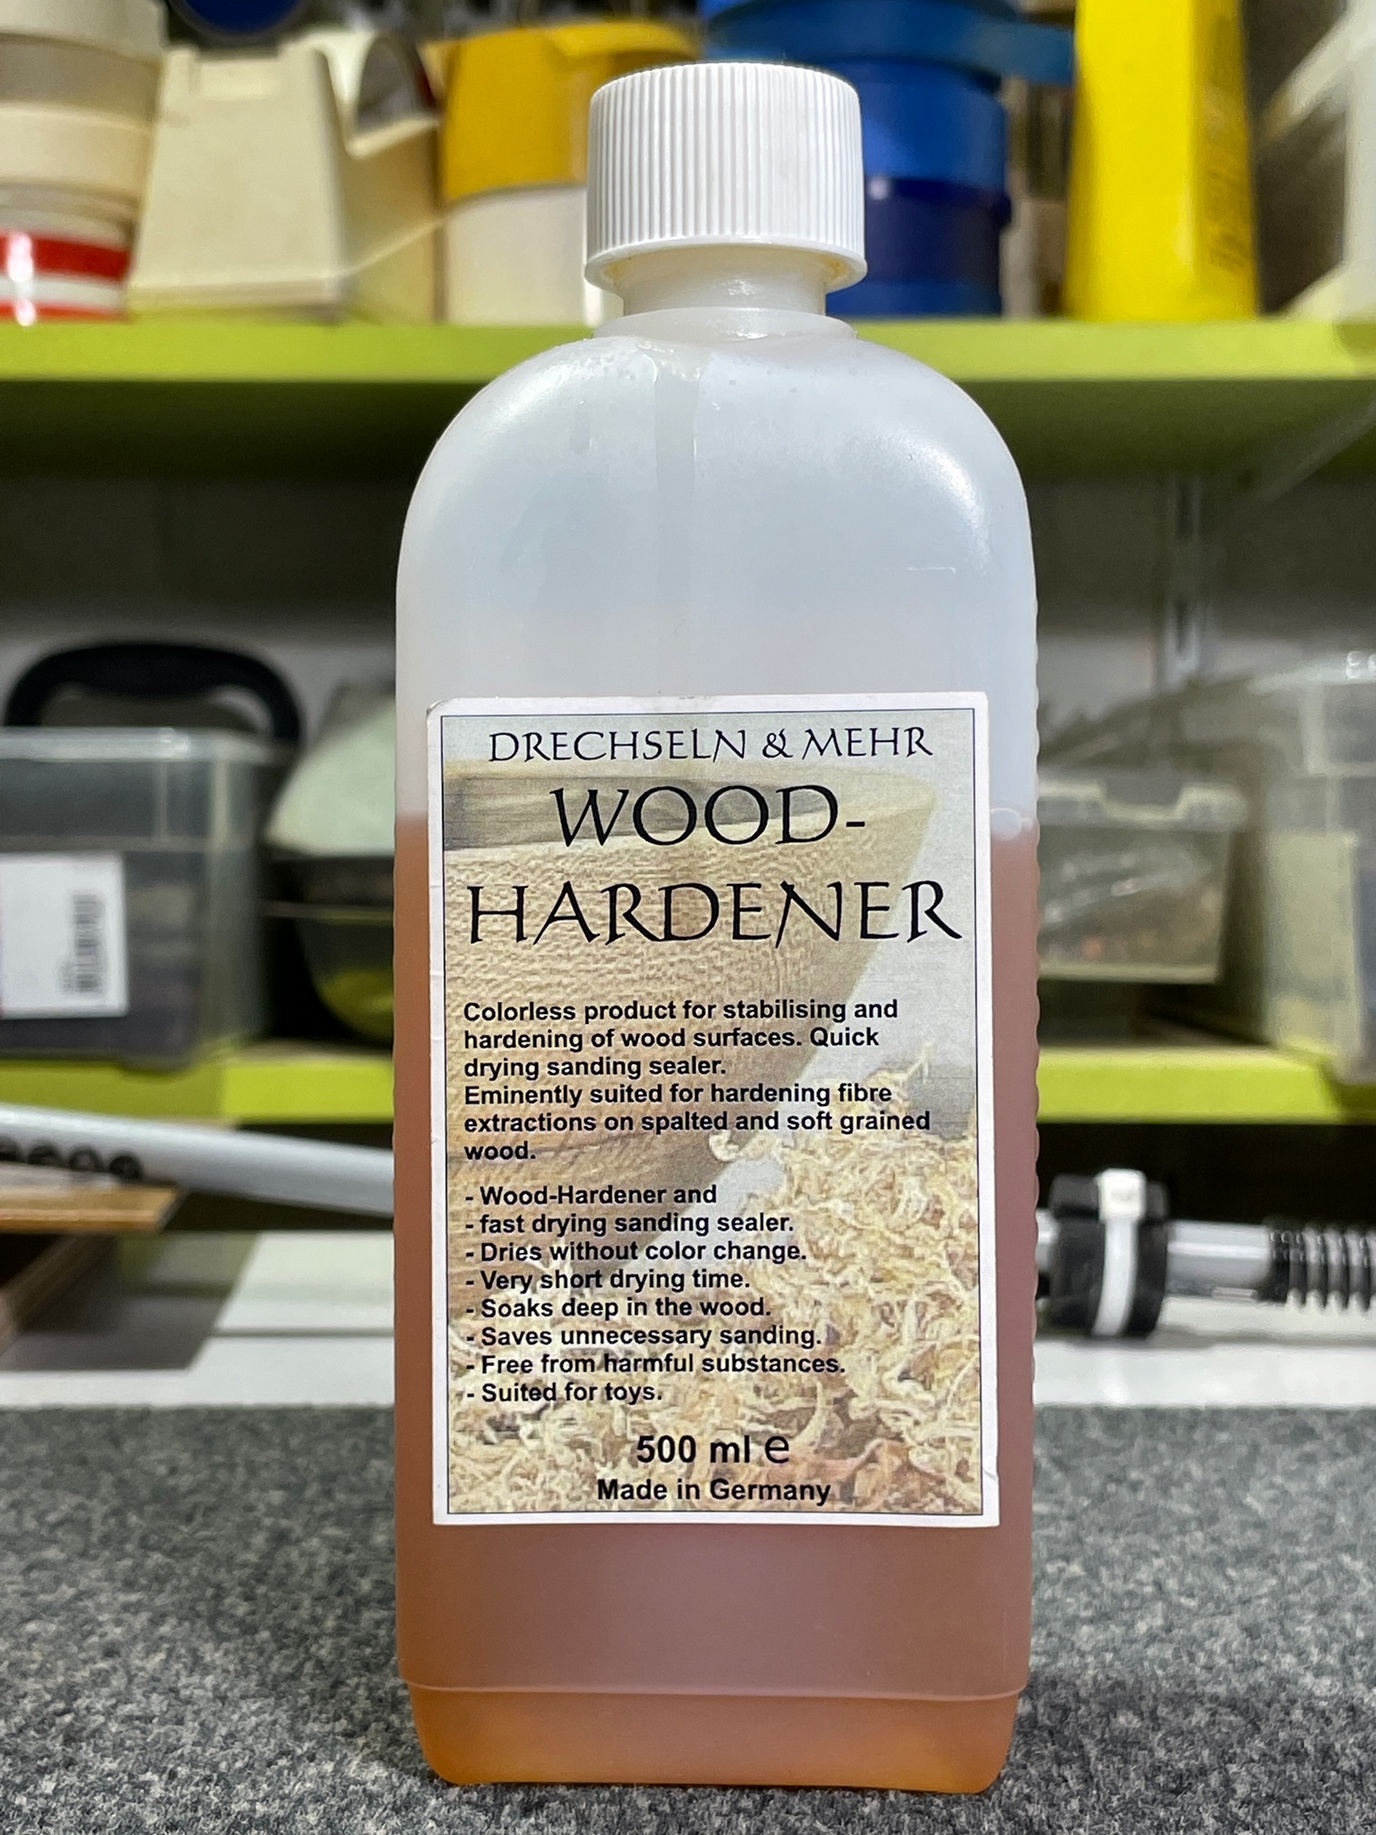 DRECHSELN & MEHR
WOOD-
HARDENER
Colorless product for stabilising and
hardening of wood surfaces. Quick
drying sanding sealer.
Eminently suited for hardening fibre
extractions on spalted and soft grained
wood.
- Wood-Hardener and
- fast drying sanding sealer.
- Dries without color change.
- Very short drying time.
- Soaks deep in the wood.
- Saves unnecessary sanding.
- Free from harmful substances.
- Suited for toys.
500 ml ℮
Made in Germany